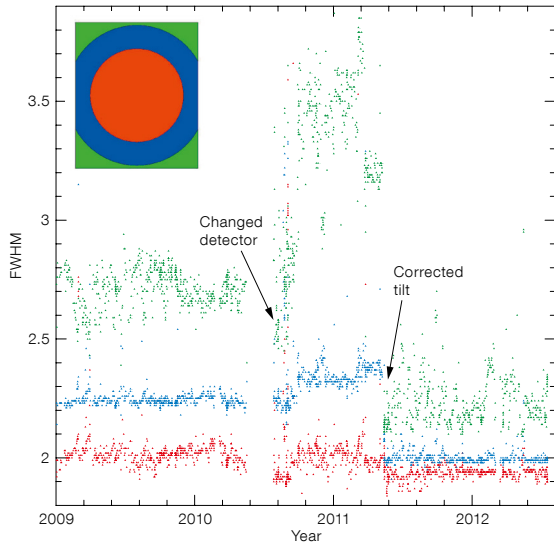 3.5
3
2.5
2
FWHM
Changed
detector
Corrected
tilt
2009
2010
2011
2012
Year